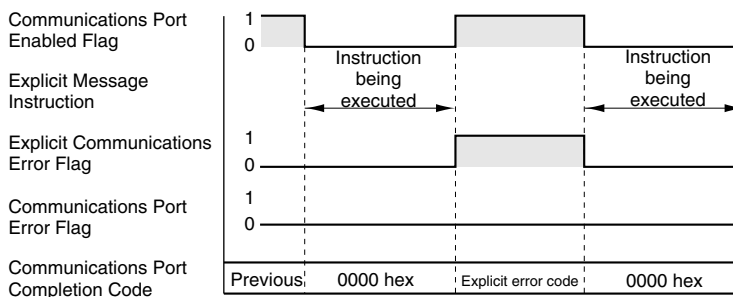 Communications Port
Enabled Flag
1
0
Instruction
being
executed
Instruction
being
executed
Explicit Message
Instruction
Explicit Communications
Error Flag
1
0
Communications Port
Error Flag
1
0
Communications Port
Completion Code
Previous
0000 hex
Explicit error code
0000 hex